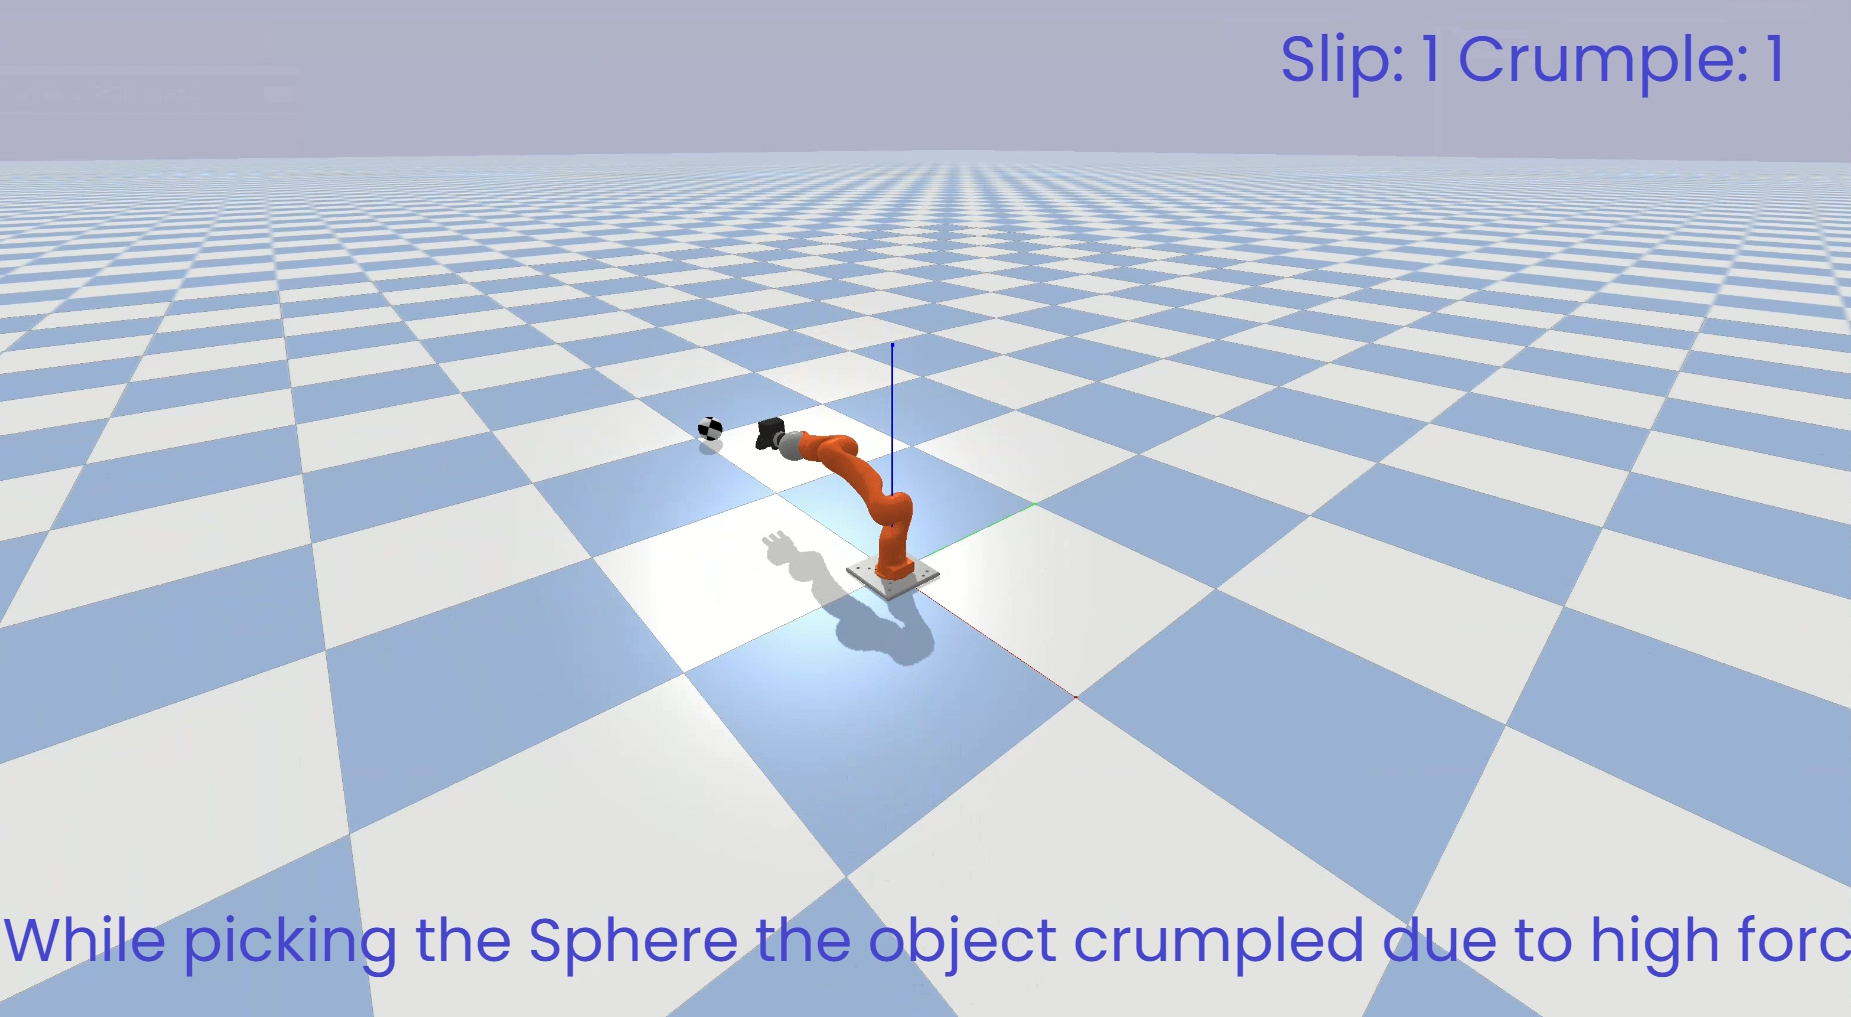 Slip: 1 Crumple: 1
While picking the Sphere the object crumpled due to high forc